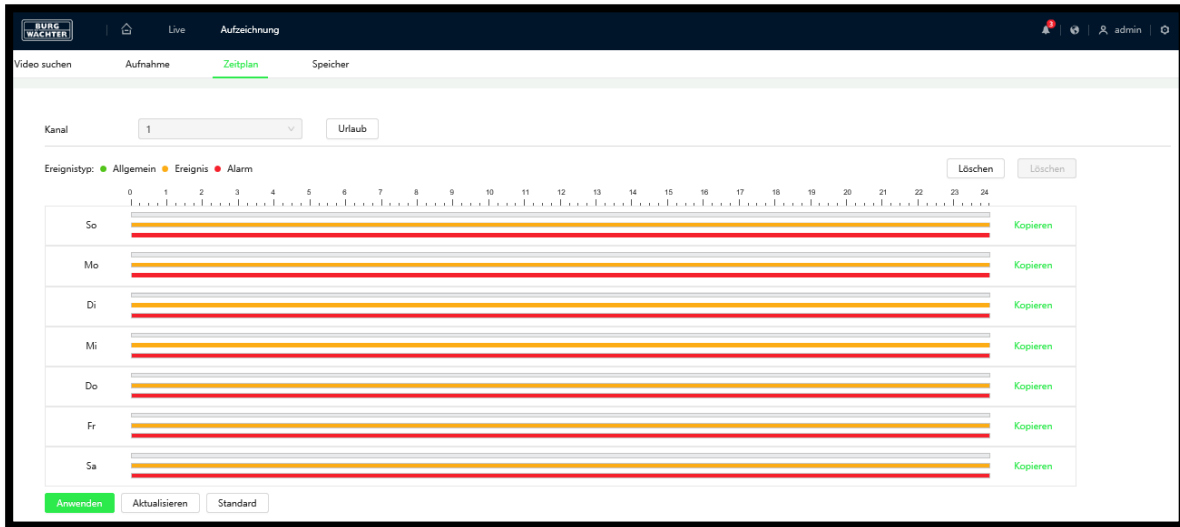 BURG
WÄCHTER
Live Aufzeichnung 3 admin
Video suchen Aufnahme Zeitplan Speicher
Kanal 1 Urlaub
Ereignistyp: Allgemein Ereignis Alarm Löschen Löschen
0 1 2 3 4 5 6 7 8 9 10 11 12 13 14 15 16 17 18 19 20 21 22 23 24
So Kopieren
Mo Kopieren
Di Kopieren
Mi Kopieren
Do Kopieren
Fr Kopieren
Sa Kopieren
Anwenden Aktualisieren Standard